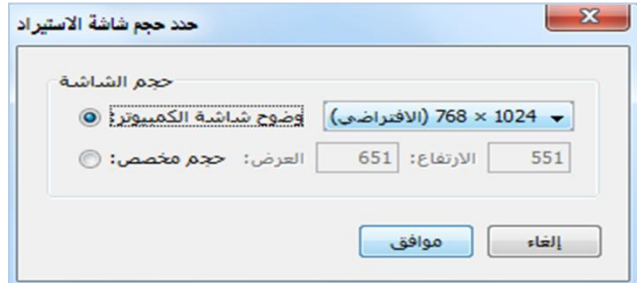 حدد حجم شاشة الاستيراد
حجم الشاشة
وضوح شاشة الكمبيوتر: 1024 × 768 (الافتراضي)
حجم مخصص: العرض: 651 الارتفاع: 551
موافق إلغاء